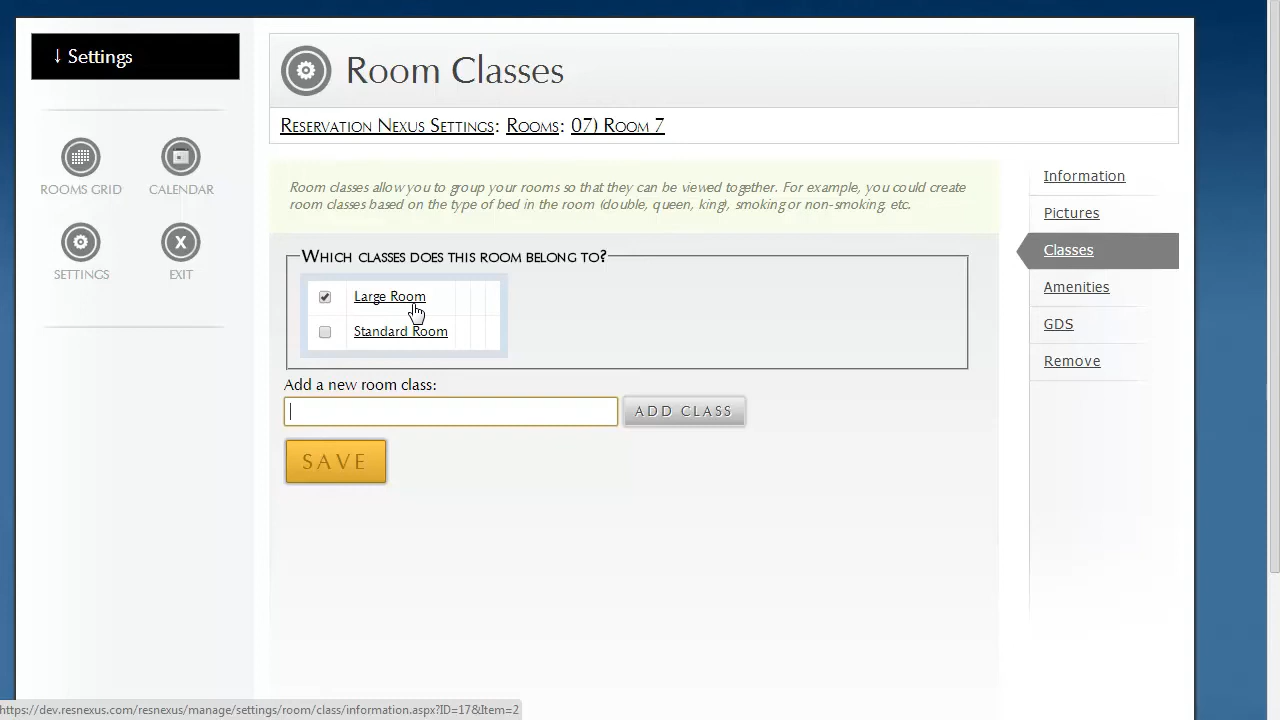 ↓ Settings
ROOMS GRID
CALENDAR
SETTINGS
X
EXIT
Room Classes
Reservation Nexus Settings: Rooms: 07) Room 7
Room classes allow you to group your rooms so that they can be viewed together. For example, you could create
room classes based on the type of bed in the room (double, queen, king), smoking or non-smoking, etc.
Which classes does this room belong to?
Large Room
Standard Room
Add a new room class:
ADD CLASS
SAVE
Information
Pictures
Classes
Amenities
GDS
Remove
https://dev.resnexus.com/resnexus/manage/settings/room/class/information.aspx?ID=17&Item=2